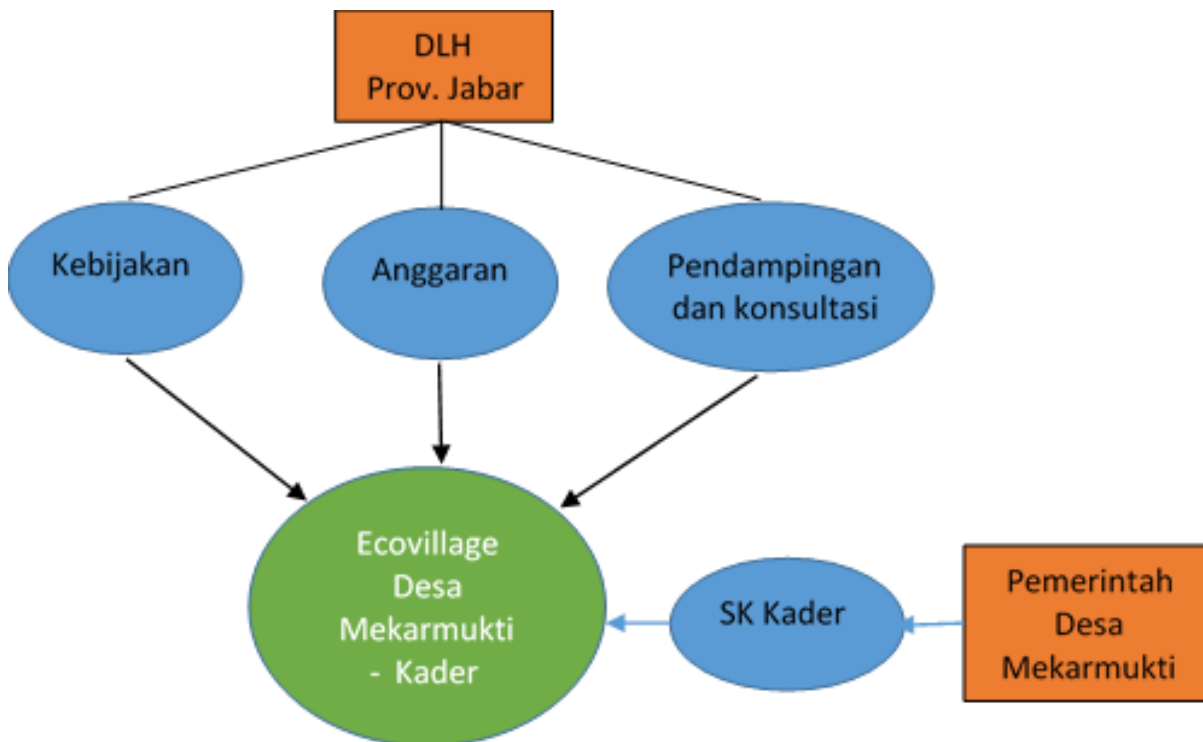 DLH
Prov. Jabar
Kebijakan
Anggaran
Pendampingan
dan konsultasi
Ecovillage
Desa
Mekarmukti
- Kader
SK Kader
Pemerintah
Desa
Mekarmukti